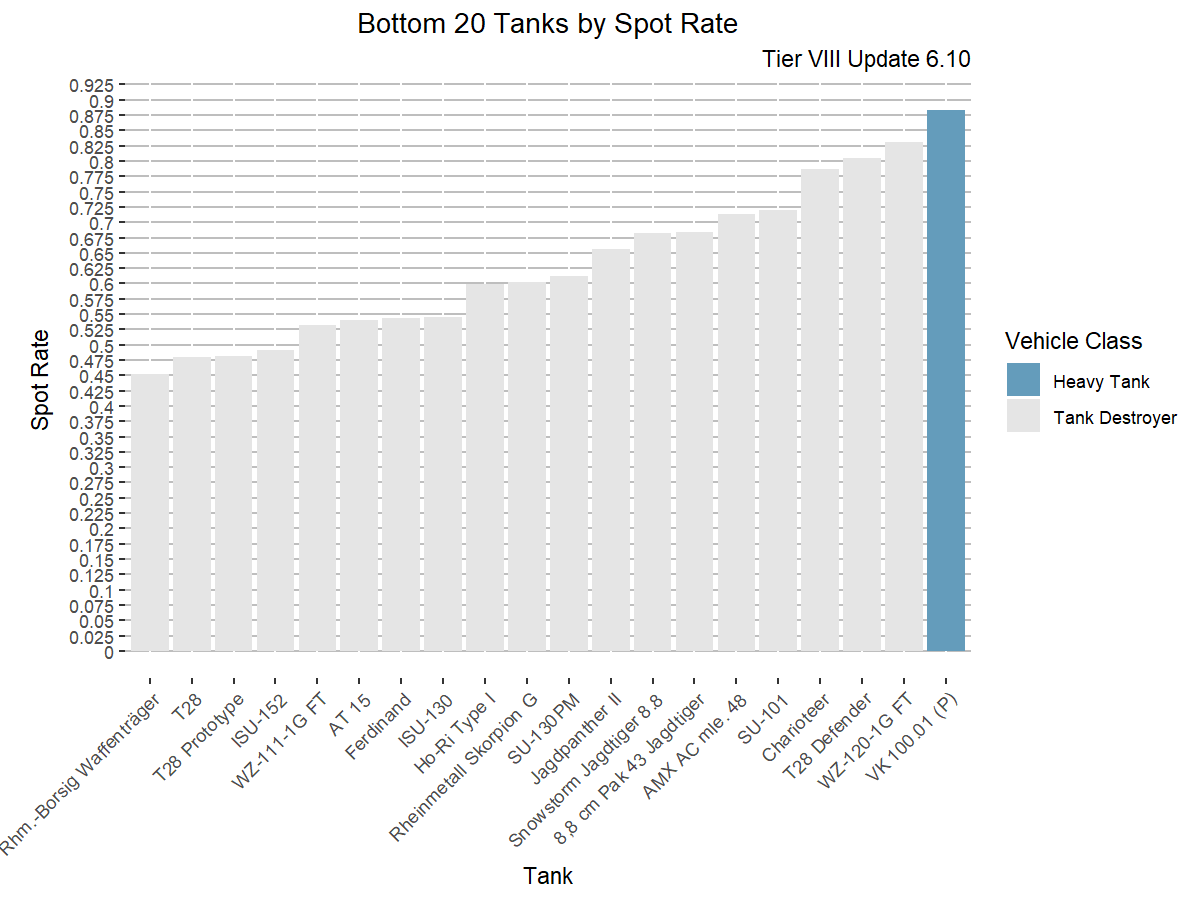 Bottom 20 Tanks by Spot Rate
Tier VIII Update 6.10
0.925
0.9
0.875
0.85
0.825
0.8
0.775
0.75
0.725
0.7
0.675
0.65
0.625
0.6
0.575
0.55
0.525
0.5
0.475
0.45
0.425
0.4
0.375
0.35
0.325
0.3
0.275
0.25
0.225
0.2
0.175
0.15
0.125
0.1
0.075
0.05
0.025
0
Spot Rate
Rhm.-Borsig Waffenträger
T28
T28 Prototype
ISU-152
WZ-111-1G FT
AT 15
Ferdinand
ISU-130
Ho-Ri Type I
Rheinmetall Skorpion G
SU-130PM
Jagdpanther II
Snowstorm Jagdtiger 8.8
8,8 cm Pak 43 Jagdtiger
AMX AC mle. 48
SU-101
Charioteer
T28 Defender
WZ-120-1G FT
VK 100.01 (P)
Tank
Vehicle Class
Heavy Tank
Tank Destroyer